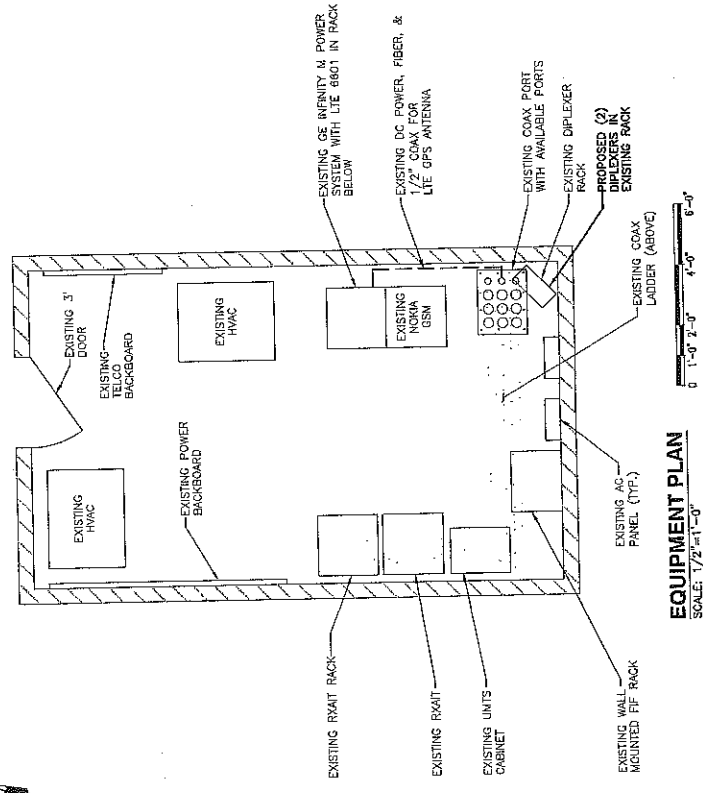 EXISTING GE INFINITY M POWER
SYSTEM WITH LTE 6601 IN RACK
BELOW
EXISTING DC POWER, FIBER, &
1/2" COAX FOR
LTE GPS ANTENNA
EXISTING COAX PORT
WITH AVAILABLE PORTS
EXISTING DIPLEXER
RACK
PROPOSED (2)
DIPLEXERS IN
EXISTING RACK
EXISTING COAX
LADDER (ABOVE)
EXISTING 3'
DOOR
EXISTING
TELCO
BACKBOARD
EXISTING
HVAC
EXISTING
NOKIA
GSM
EXISTING
HVAC
EXISTING POWER
BACKBOARD
EXISTING AC
PANEL (TYP.)
EXISTING RXAIT RACK
EXISTING RXAIT
EXISTING UMTS
CABINET
EXISTING WALL
MOUNTED FIF RACK
EQUIPMENT PLAN
SCALE: 1/2"=1'-0"
0 1'-0" 2'-0" 4'-0" 6'-0"